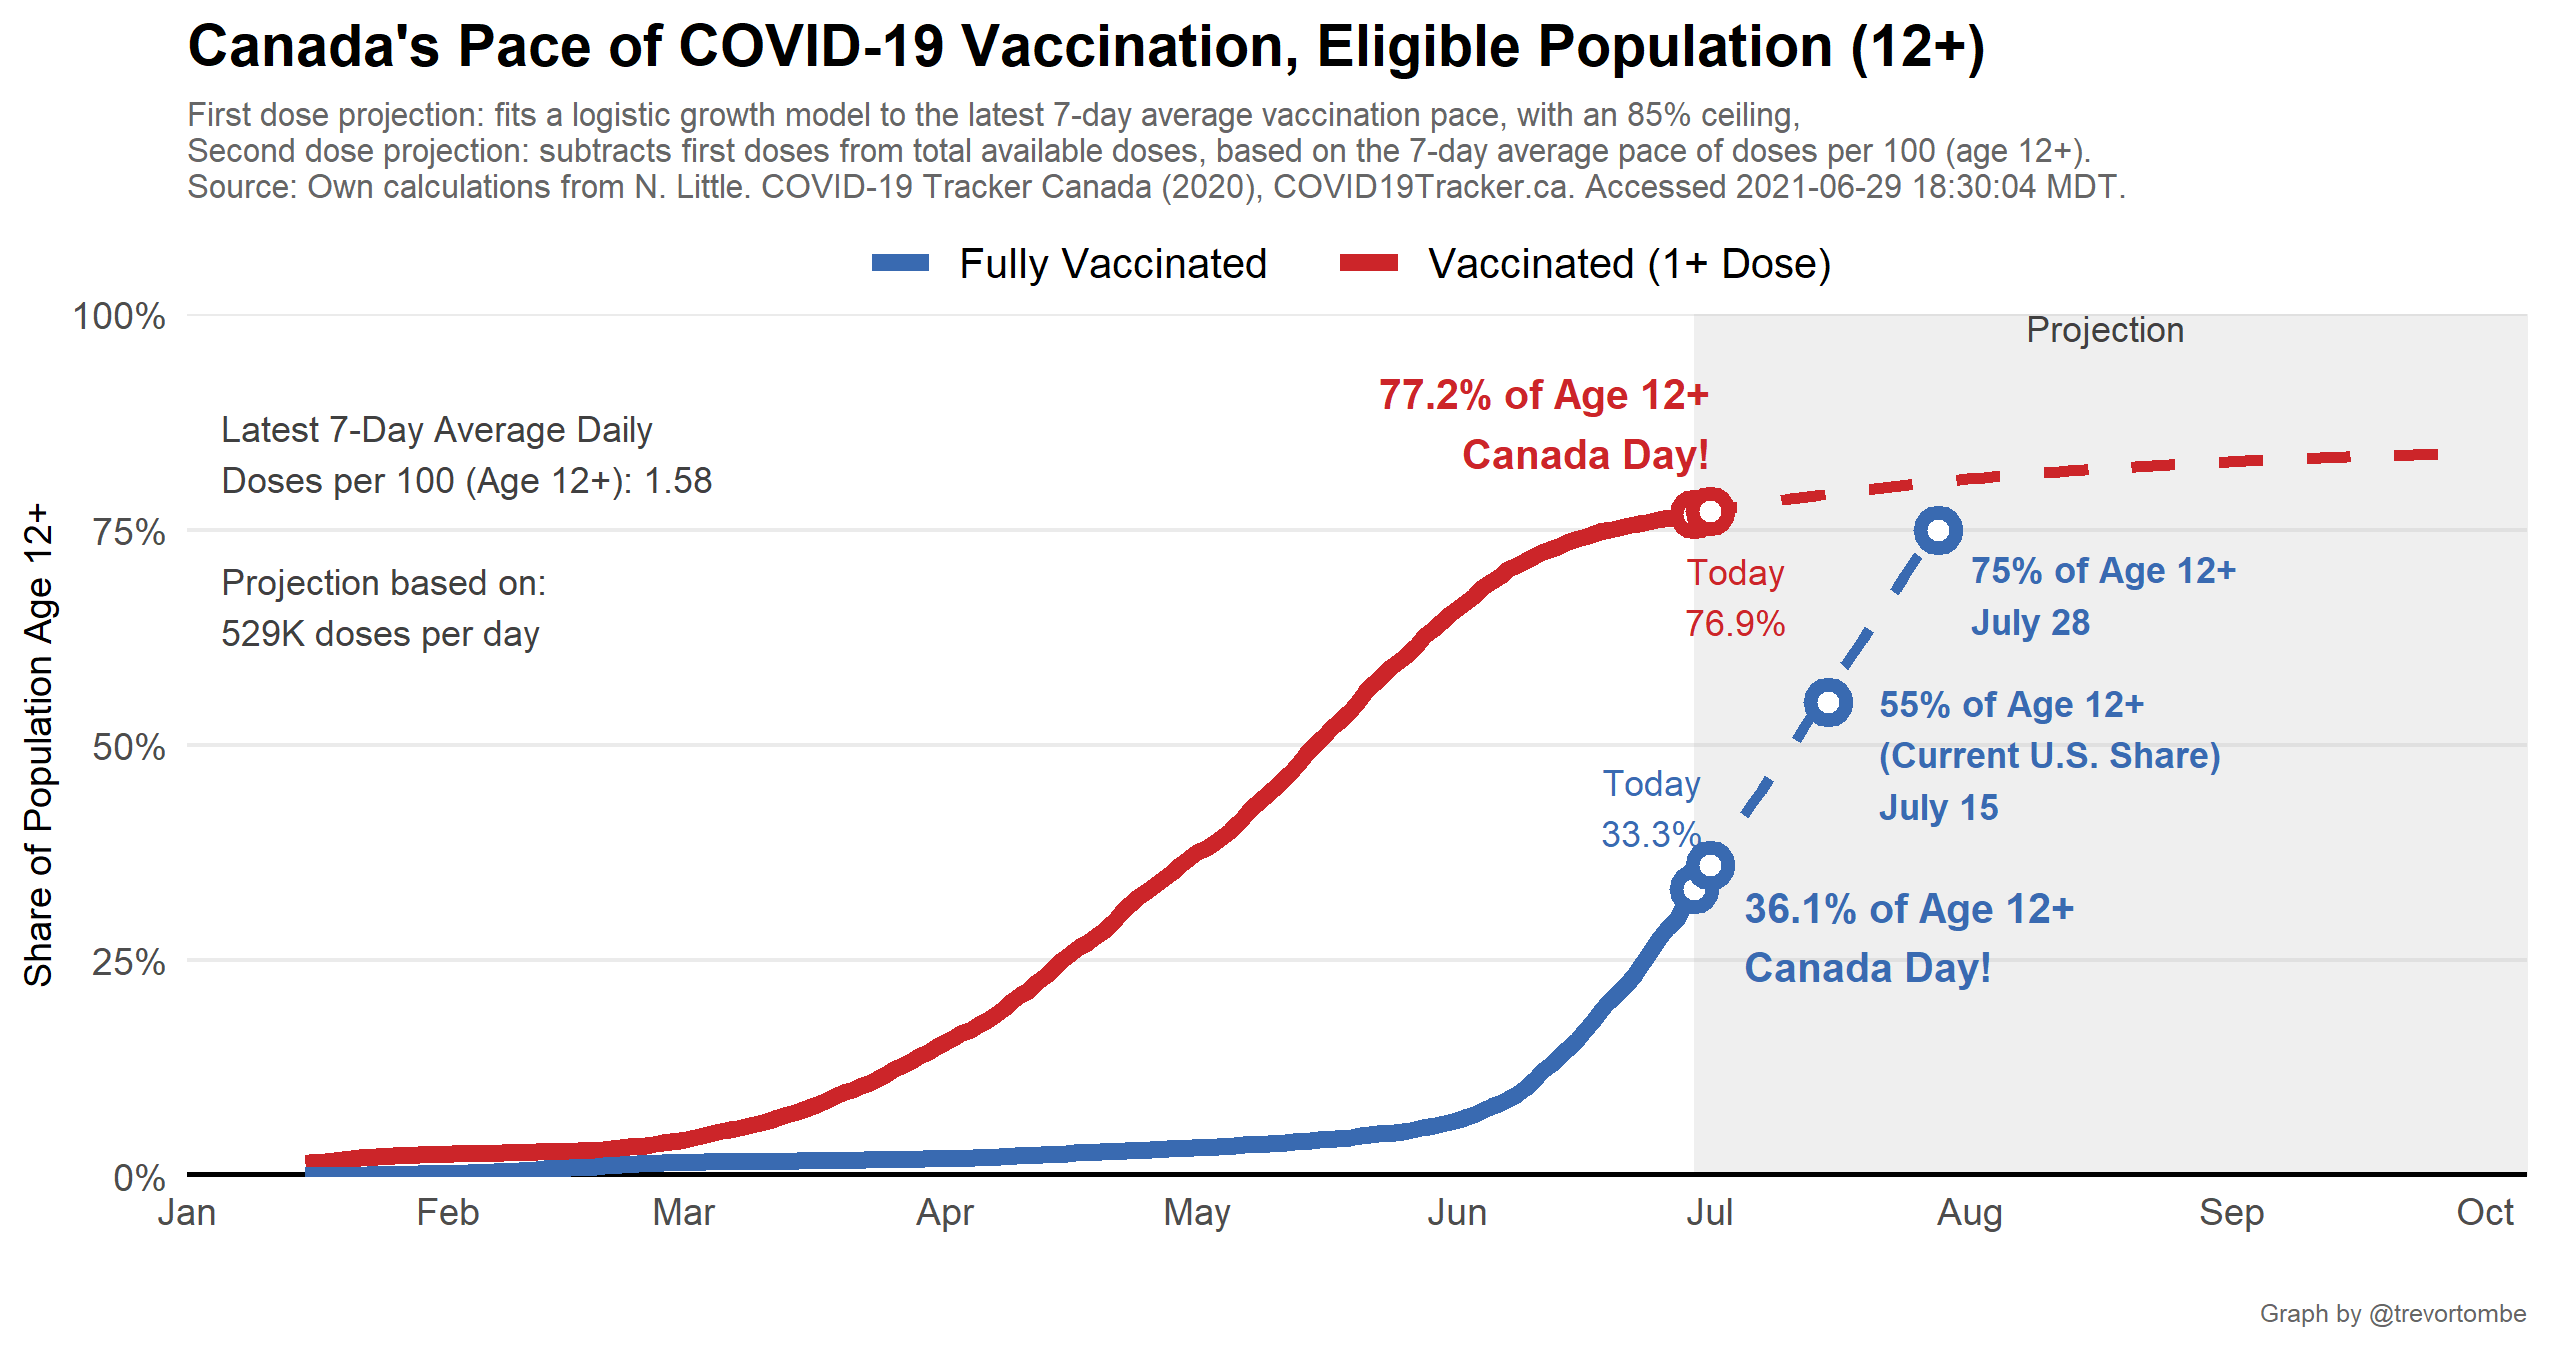 Canada's Pace of COVID-19 Vaccination, Eligible Population (12+)
First dose projection: fits a logistic growth model to the latest 7-day average vaccination pace, with an 85% ceiling,
Second dose projection: subtracts first doses from total available doses, based on the 7-day average pace of doses per 100 (age 12+).
Source: Own calculations from N. Little. COVID-19 Tracker Canada (2020), COVID19Tracker.ca. Accessed 2021-06-29 18:30:04 MDT.
Fully Vaccinated
Vaccinated (1+ Dose)
Share of Population Age 12+
100%
75%
50%
25%
0%
Projection
Latest 7-Day Average Daily
Doses per 100 (Age 12+): 1.58
Projection based on:
529K doses per day
77.2% of Age 12+
Canada Day!
Today
76.9%
75% of Age 12+
July 28
55% of Age 12+
(Current U.S. Share)
July 15
Today
33.3%
36.1% of Age 12+
Canada Day!
Jan
Feb
Mar
Apr
May
Jun
Jul
Aug
Sep
Oct
Graph by @trevortombe